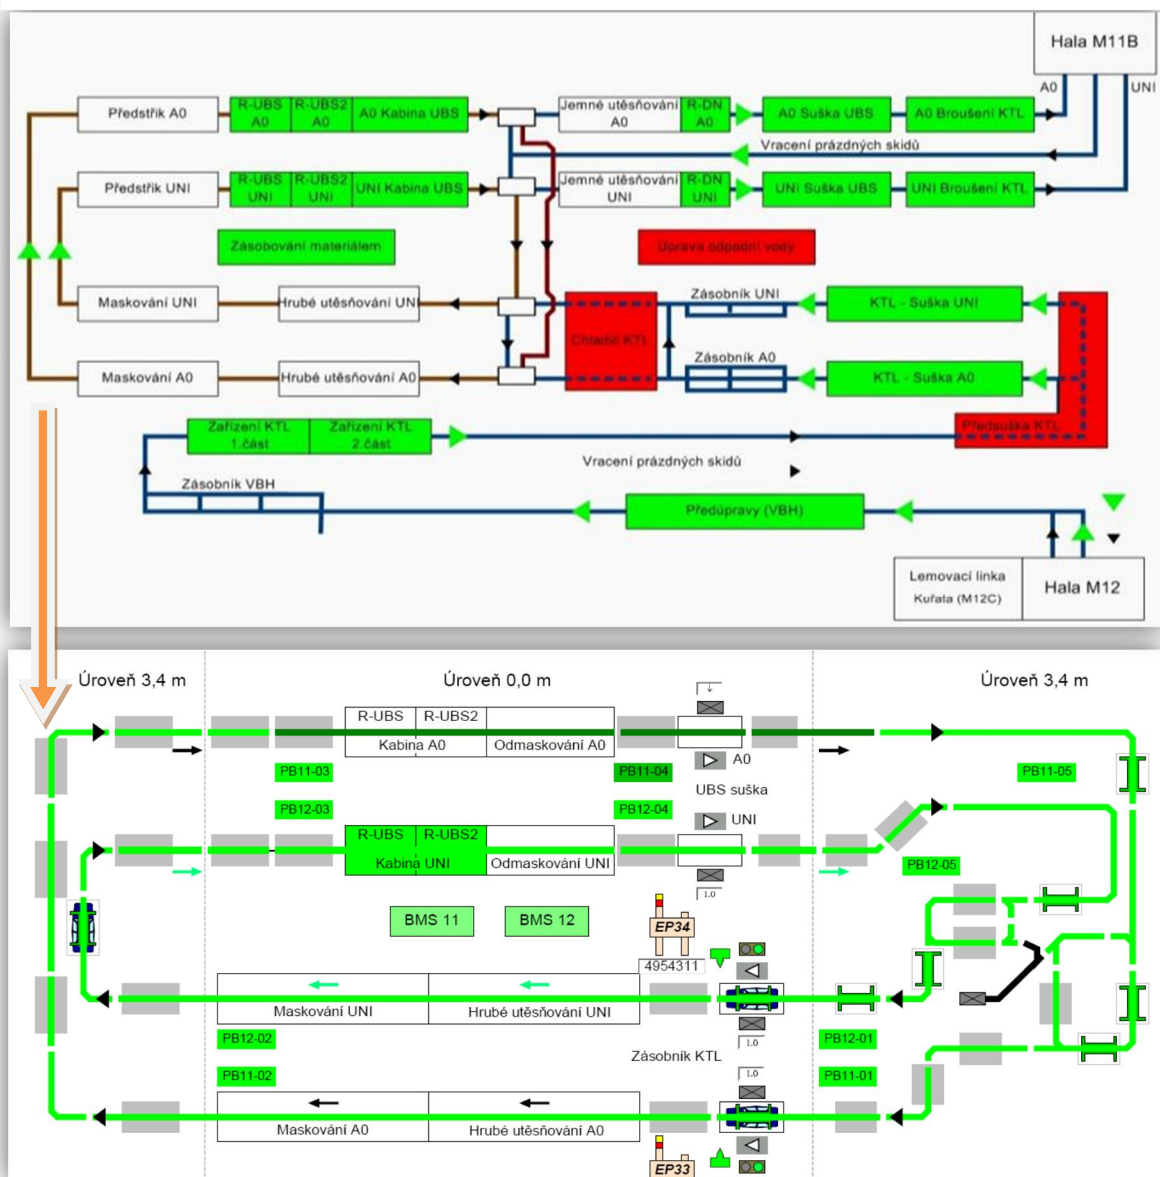 Hala M11B
A0
UNI
Předstřik A0
R-UBS
A0
R-UBS2
A0
A0 Kabina UBS
Jemné utěsňování
A0
R-DN
A0
A0 Suška UBS
A0 Broušení KTL
Vracení prázdných skidů
Předstřik UNI
R-UBS
UNI
R-UBS2
UNI
UNI Kabina UBS
Jemné utěsňování
UNI
R-DN
UNI
UNI Suška UBS
UNI Broušení KTL
Zásobování materiálem
Úprava odpadní vody
Maskování UNI
Hrubé utěsňování UNI
Chladič KTL
Zásobník UNI
KTL - Suška UNI
Maskování A0
Hrubé utěsňování A0
Zásobník A0
KTL - Suška A0
Zařízení KTL
1.část
Zařízení KTL
2.část
Předsuška KTL
Vracení prázdných skidů
Zásobník VBH
Předúpravy (VBH)
Lemovací linka
Kuřata (M12C)
Hala M12
Úroveň 3,4 m
Úroveň 0,0 m
Úroveň 3,4 m
R-UBS
R-UBS2
Kabina A0
Odmaskování A0
A0
PB11-03
PB11-04
PB11-05
UBS suška
PB12-03
PB12-04
UNI
R-UBS
R-UBS2
Kabina UNI
Odmaskování UNI
PB12-05
1.0
BMS 11
BMS 12
EP34
4954311
Maskování UNI
Hrubé utěsňování UNI
PB12-02
1.0
PB12-01
Zásobník KTL
PB11-02
1.0
PB11-01
Maskování A0
Hrubé utěsňování A0
EP33